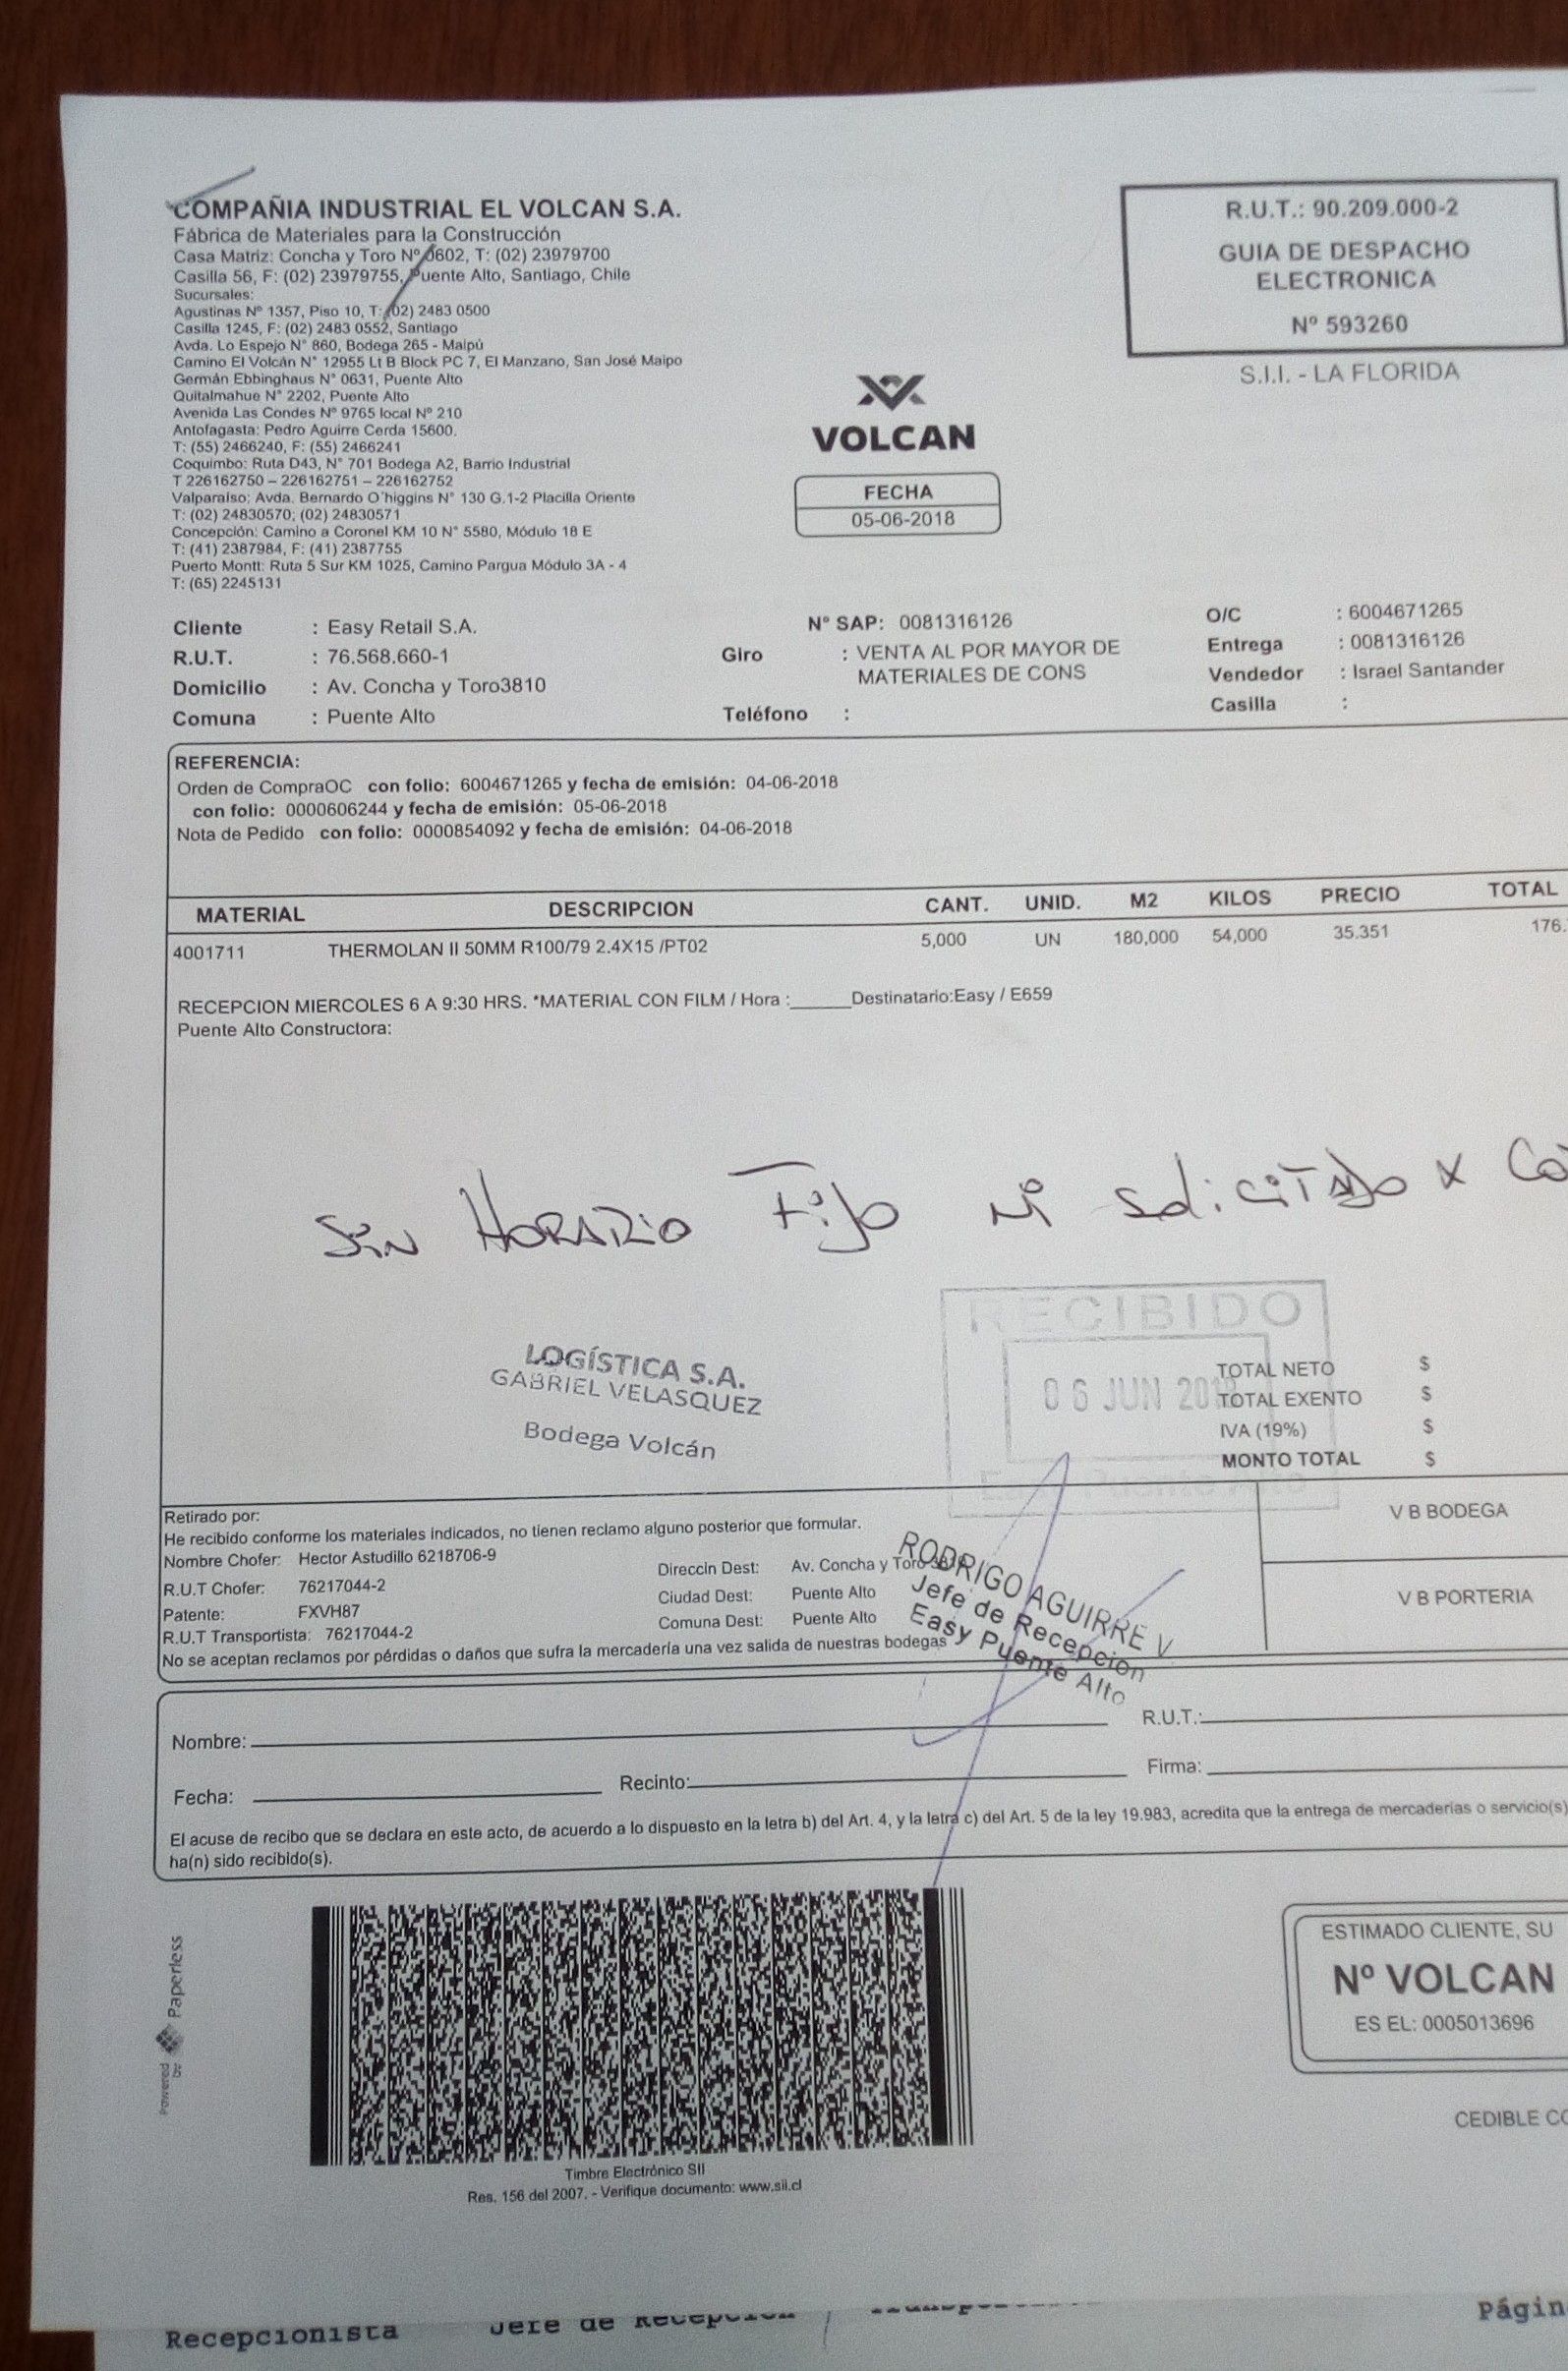 COMPAÑIA INDUSTRIAL EL VOLCAN S.A.
Fábrica de Materiales para la Construcción
Casa Matriz: Concha y Toro Nº 0602, T: (02) 23979700
Casilla 56, F: (02) 23979755, Puente Alto, Santiago, Chile
Sucursales:
Agustinas Nº 1357, Piso 10, T: (02) 2483 0500
Casilla 1245, F: (02) 2483 0552, Santiago
Avda. Lo Espejo N° 860, Bodega 265 - Maipú
Camino El Volcán N° 12955 Lt B Block PC 7, El Manzano, San José Maipo
Germán Ebbinghaus N° 0631, Puente Alto
Quitalmahue N° 2202, Puente Alto
Avenida Las Condes Nº 9765 local Nº 210
Antofagasta: Pedro Aguirre Cerda 15600.
T: (55) 2466240, F: (55) 2466241
Coquimbo: Ruta D43, N° 701 Bodega A2, Barrio Industrial
T 226162750 – 226162751 – 226162752
Valparaiso: Avda. Bernardo O'higgins N° 130 G.1-2 Placilla Oriente
T: (02) 24830570; (02) 24830571
Concepción: Camino a Coronel KM 10 N° 5580, Módulo 18 E
T: (41) 2387984, F: (41) 2387755
Puerto Montt: Ruta 5 Sur KM 1025, Camino Pargua Módulo 3A - 4
T: (65) 2245131
R.U.T.: 90.209.000-2
GUIA DE DESPACHO
ELECTRONICA
Nº 593260
S.I.I. - LA FLORIDA
VOLCAN
FECHA
05-06-2018
Cliente : Easy Retail S.A.
R.U.T. : 76.568.660-1
Domicilio : Av. Concha y Toro3810
Comuna : Puente Alto
Nº SAP: 0081316126
Giro : VENTA AL POR MAYOR DE
MATERIALES DE CONS
Teléfono :
O/C : 6004671265
Entrega : 0081316126
Vendedor : Israel Santander
Casilla :
REFERENCIA:
Orden de CompraOC con folio: 6004671265 y fecha de emisión: 04-06-2018
con folio: 0000606244 y fecha de emisión: 05-06-2018
Nota de Pedido con folio: 0000854092 y fecha de emisión: 04-06-2018
MATERIAL DESCRIPCION CANT. UNID. M2 KILOS PRECIO TOTAL
4001711 THERMOLAN II 50MM R100/79 2.4X15 /PT02 5,000 UN 180,000 54,000 35.351 176.
RECEPCION MIERCOLES 6 A 9:30 HRS. *MATERIAL CON FILM / Hora :______Destinatario:Easy / E659
Puente Alto Constructora:
Sin Horario Fijo Ni Solicitado x
RECIBIDO
06 JUN 2018
LOGÍSTICA S.A.
GABRIEL VELASQUEZ
Bodega Volcán
TOTAL NETO $
TOTAL EXENTO $
IVA (19%) $
MONTO TOTAL $
Retirado por:
He recibido conforme los materiales indicados, no tienen reclamo alguno posterior que formular.
Nombre Chofer: Hector Astudillo 6218706-9
R.U.T Chofer: 76217044-2
Patente: FXVH87
R.U.T Transportista: 76217044-2
No se aceptan reclamos por pérdidas o daños que sufra la mercadería una vez salida de nuestras bodegas
Direccin Dest: Av. Concha y Toro 3810
Ciudad Dest: Puente Alto
Comuna Dest: Puente Alto
V B BODEGA
V B PORTERIA
RODRIGO AGUIRRE V.
Jefe de Recepcion
Easy Puente Alto
Nombre:
R.U.T.:
Fecha:
Recinto:
Firma:
El acuse de recibo que se declara en este acto, de acuerdo a lo dispuesto en la letra b) del Art. 4, y la letra c) del Art. 5 de la ley 19.983, acredita que la entrega de mercaderías o servicio(s)
ha(n) sido recibido(s).
Powered by Paperless
Timbre Electrónico SII
Res. 156 del 2007. - Verifique documento: www.sii.cl
ESTIMADO CLIENTE, SU
Nº VOLCAN
ES EL: 0005013696
CEDIBLE
Recepcionista Jefe de Recepcion
Págin